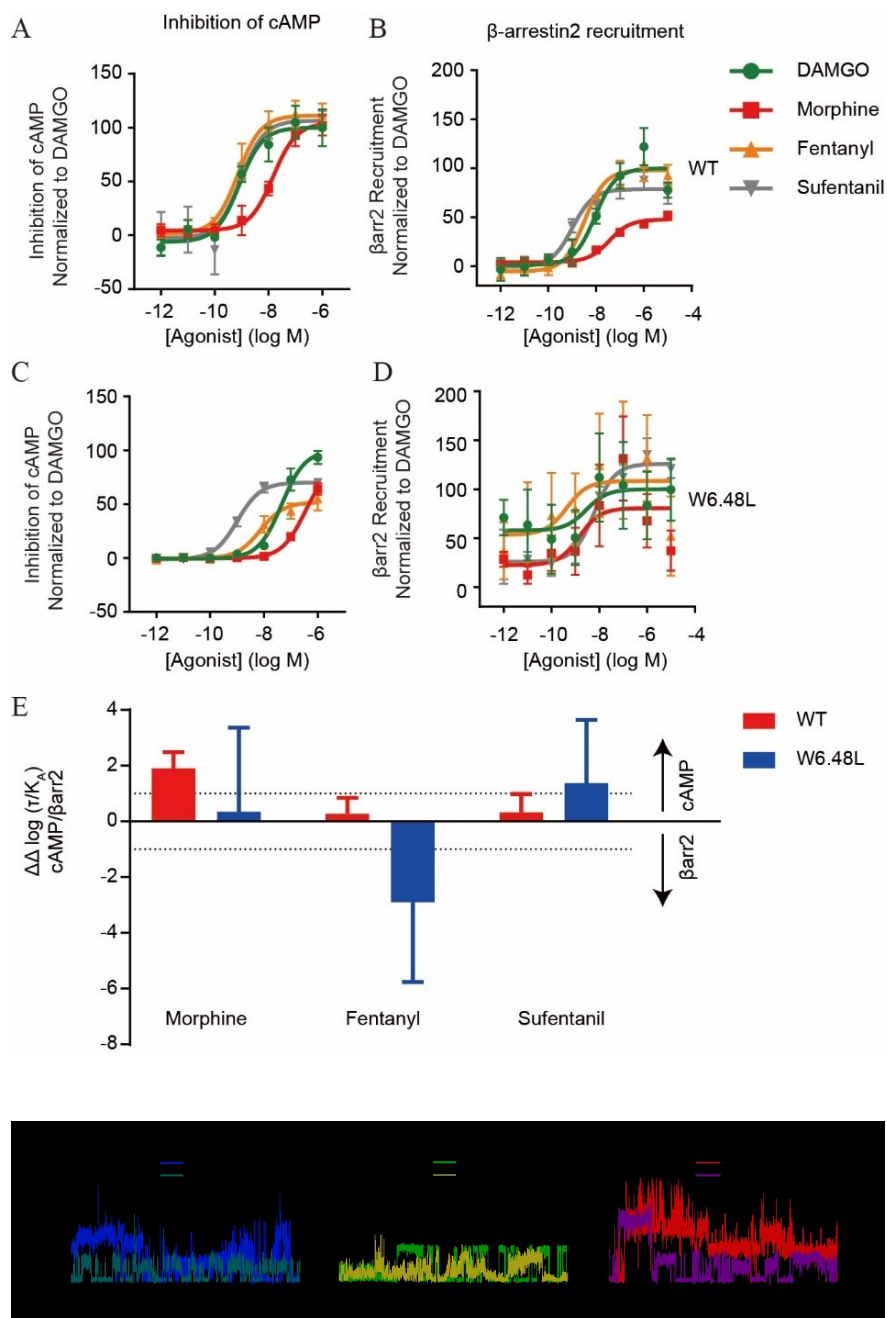 A
Inhibition of cAMP
Inhibition of cAMP
Normalized to DAMGO
150
100
50
0
-50
-12
-10
-8
-6
[Agonist] (log M)
B
β-arrestin2 recruitment
βarr2 Recruitment
Normalized to DAMGO
200
150
100
50
0
-12
-10
-8
-6
-4
[Agonist] (log M)
WT
DAMGO
Morphine
Fentanyl
Sufentanil
C
Inhibition of cAMP
Normalized to DAMGO
150
100
50
0
-50
-12
-10
-8
-6
[Agonist] (log M)
D
βarr2 Recruitment
Normalized to DAMGO
200
150
100
50
0
-12
-10
-8
-6
-4
[Agonist] (log M)
W6.48L
E
ΔΔ log (τ/KA)
cAMP/βarr2
4
2
0
-2
-4
-6
-8
Morphine
Fentanyl
Sufentanil
WT
W6.48L
cAMP
βarr2